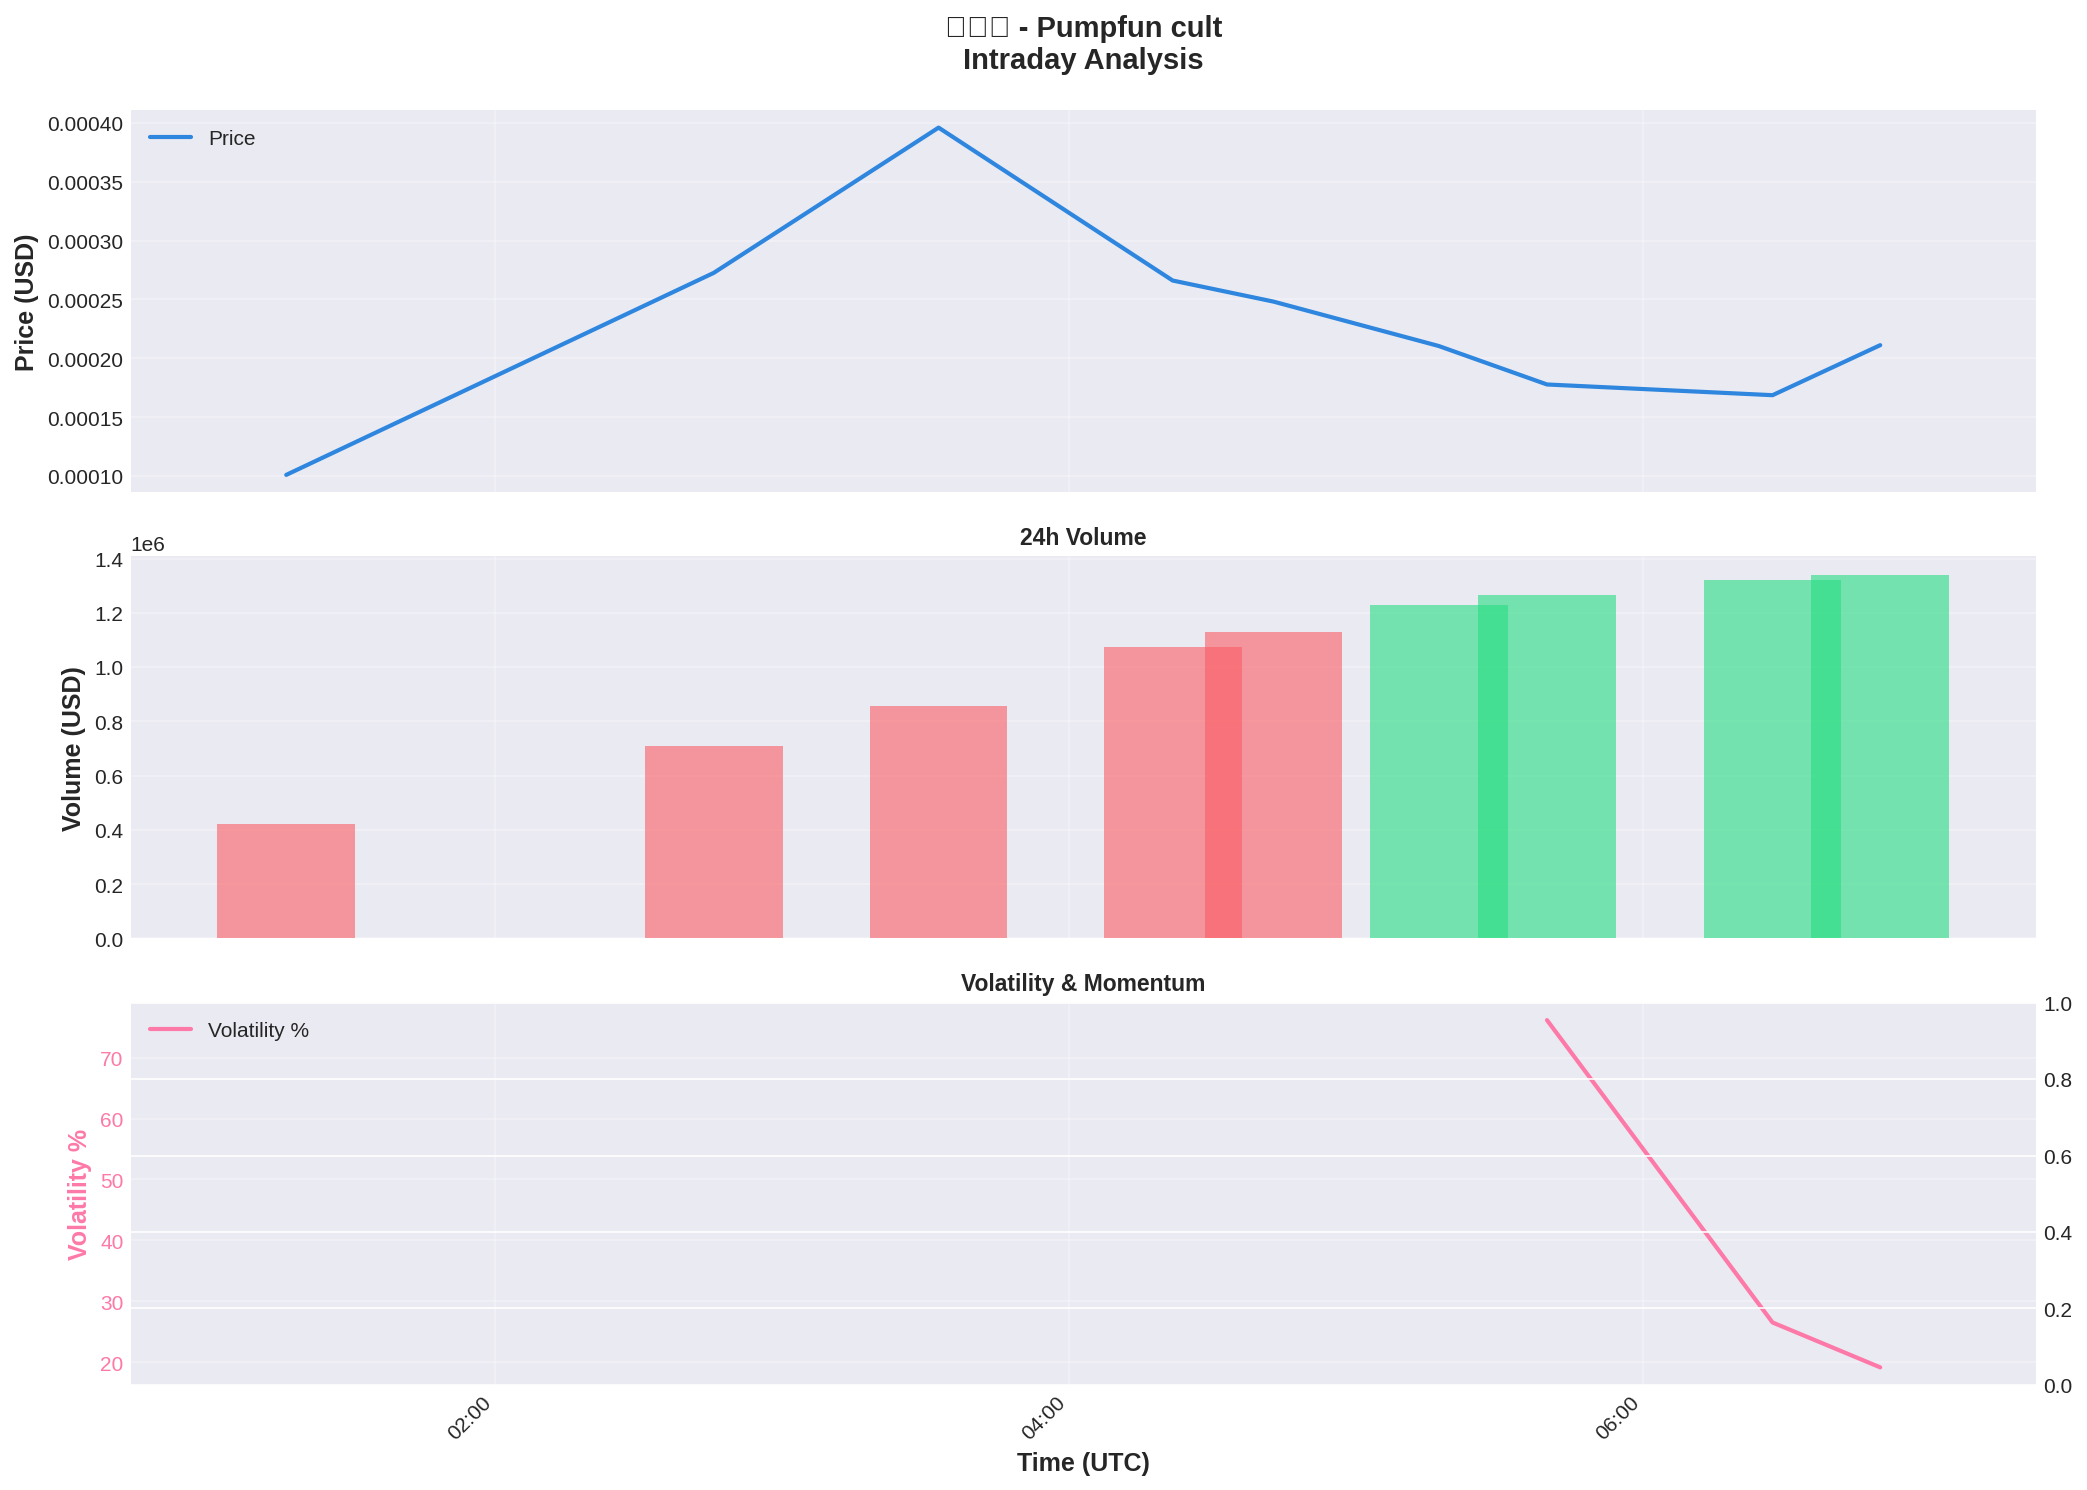 - Pumpfun cult
Intraday Analysis
Price
Price (USD)
0.00040
0.00035
0.00030
0.00025
0.00020
0.00015
0.00010
24h Volume
1e6
Volume (USD)
1.4
1.2
1.0
0.8
0.6
0.4
0.2
0.0
Volatility & Momentum
Volatility %
Volatility %
70
60
50
40
30
20
1.0
0.8
0.6
0.4
0.2
0.0
02:00
04:00
06:00
Time (UTC)